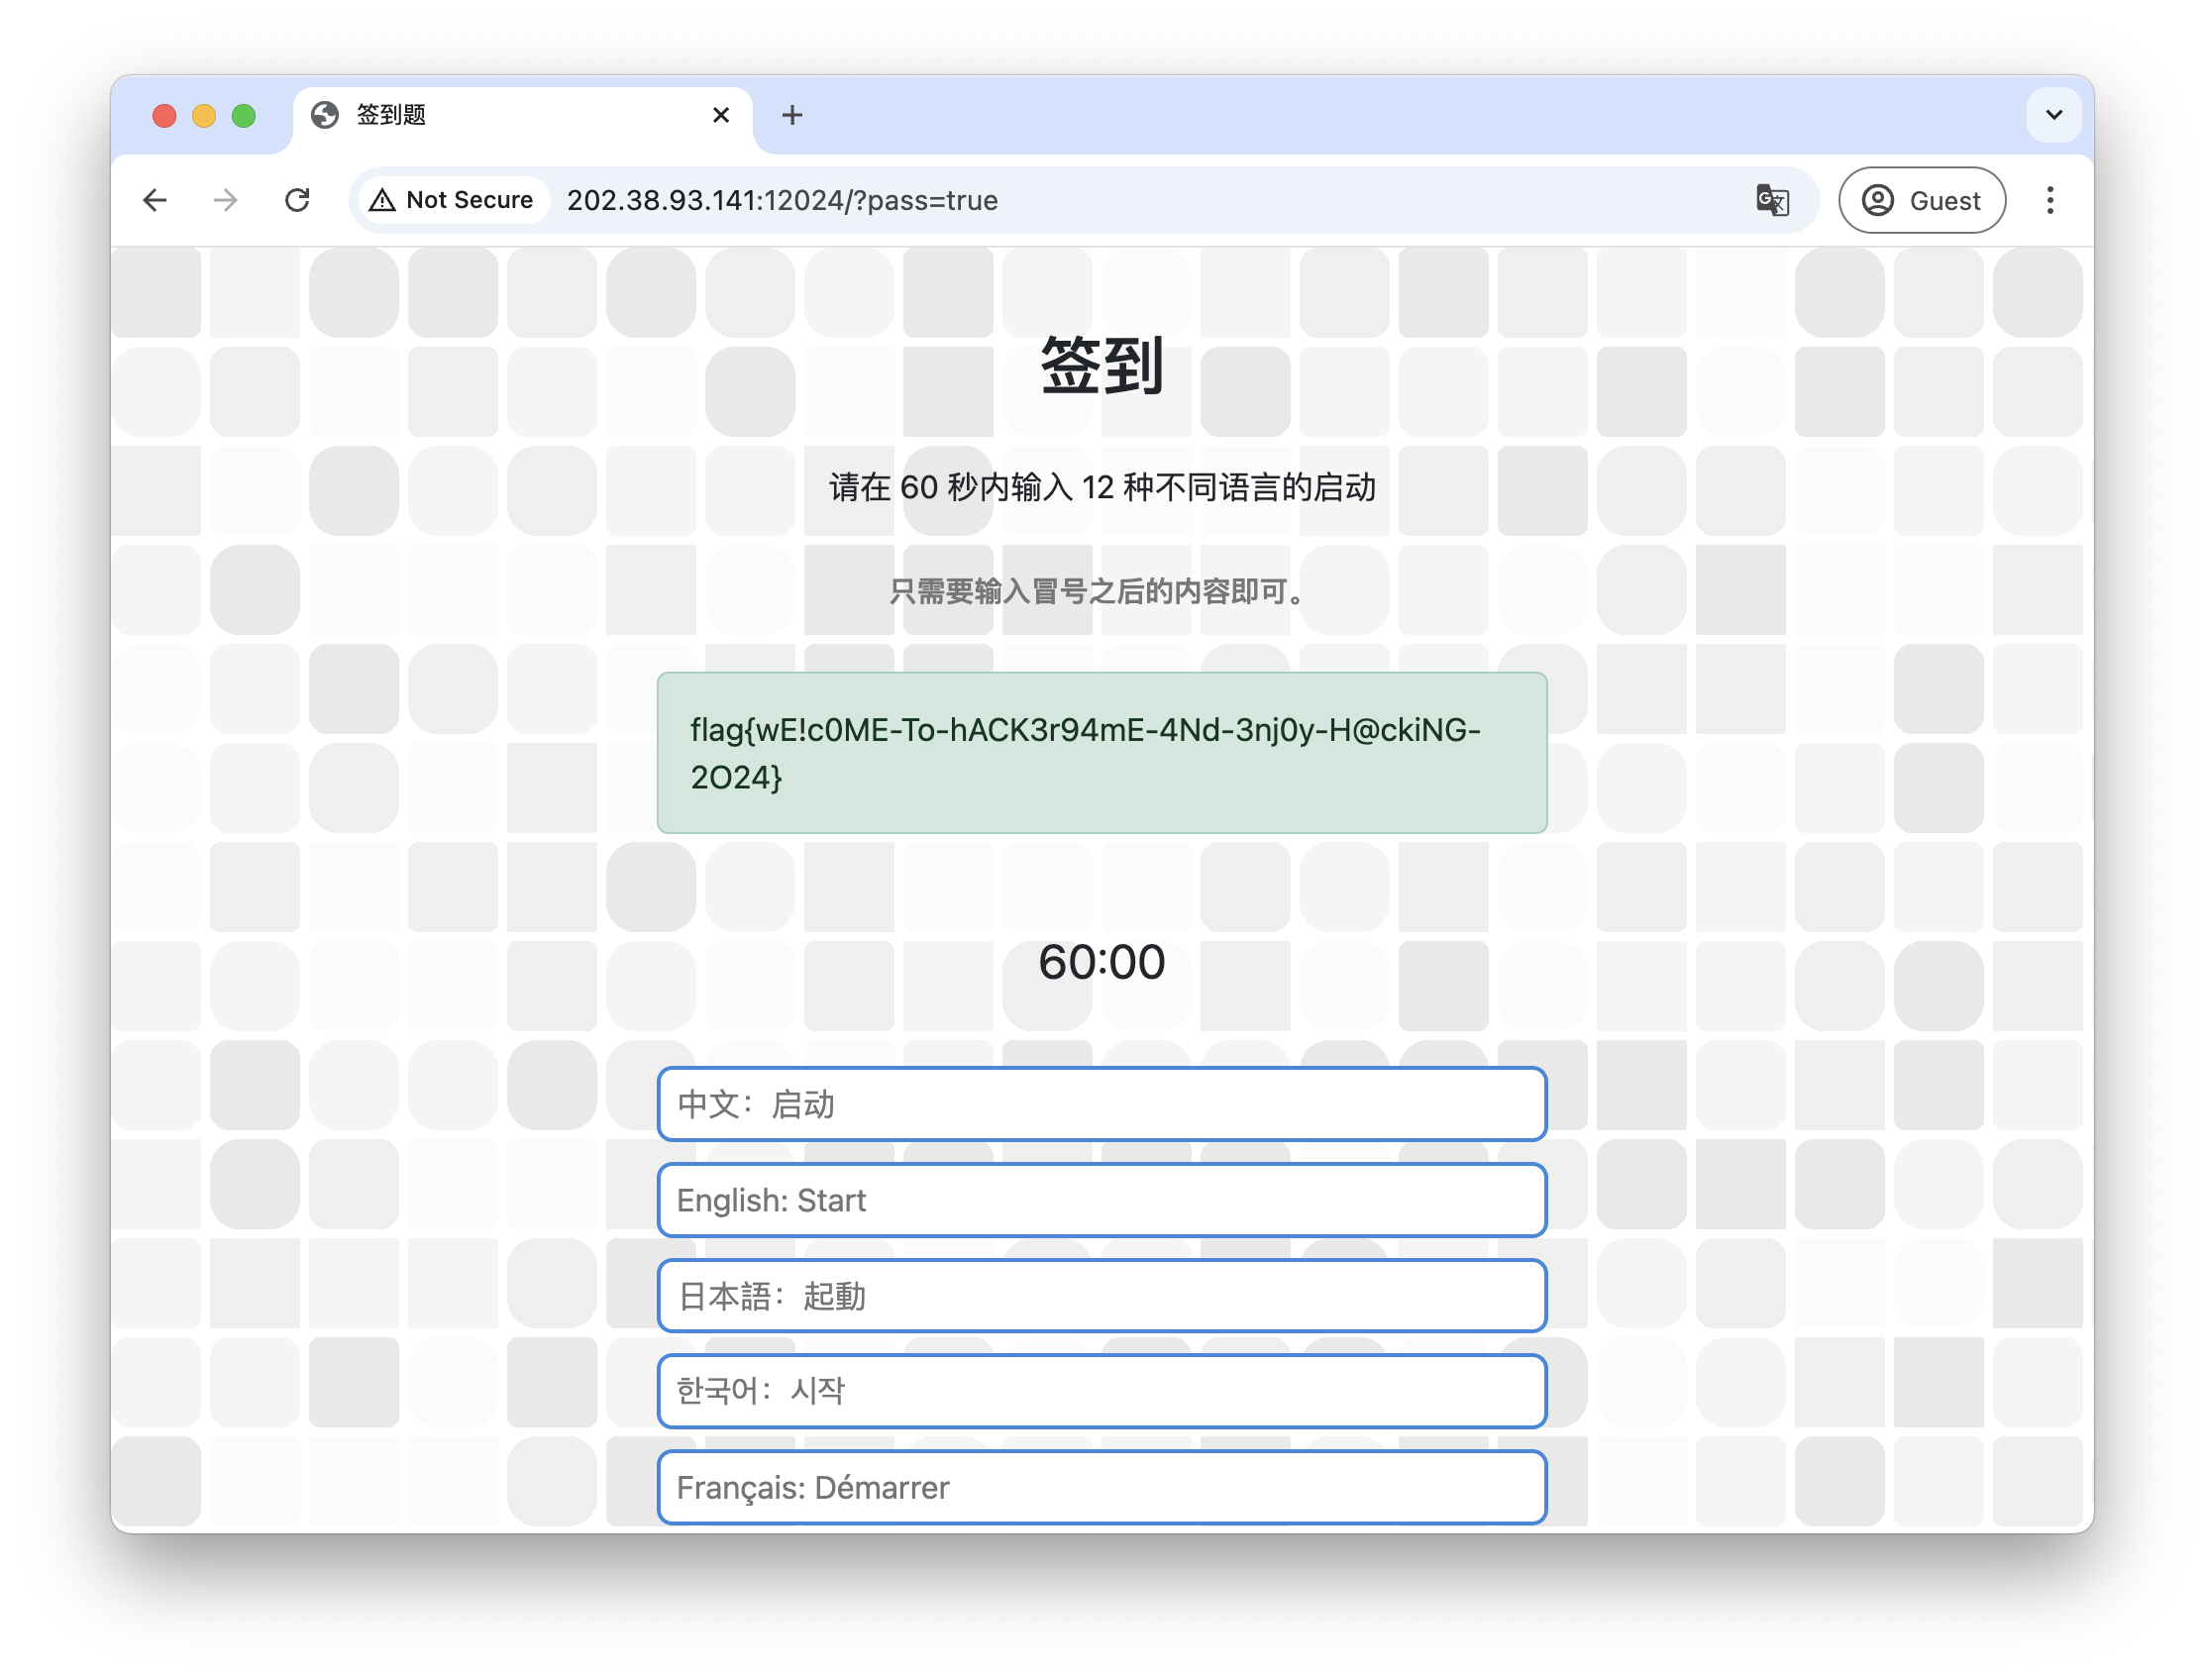 签到题
Not Secure 202.38.93.141:12024/?pass=true Guest
签到
请在 60 秒内输入 12 种不同语言的启动
只需要输入冒号之后的内容即可。
flag{wE!c0ME-To-hACK3r94mE-4Nd-3nj0y-H@ckiNG-
2O24}
60:00
中文：启动
English: Start
日本語：起動
한국어：시작
Français: Démarrer